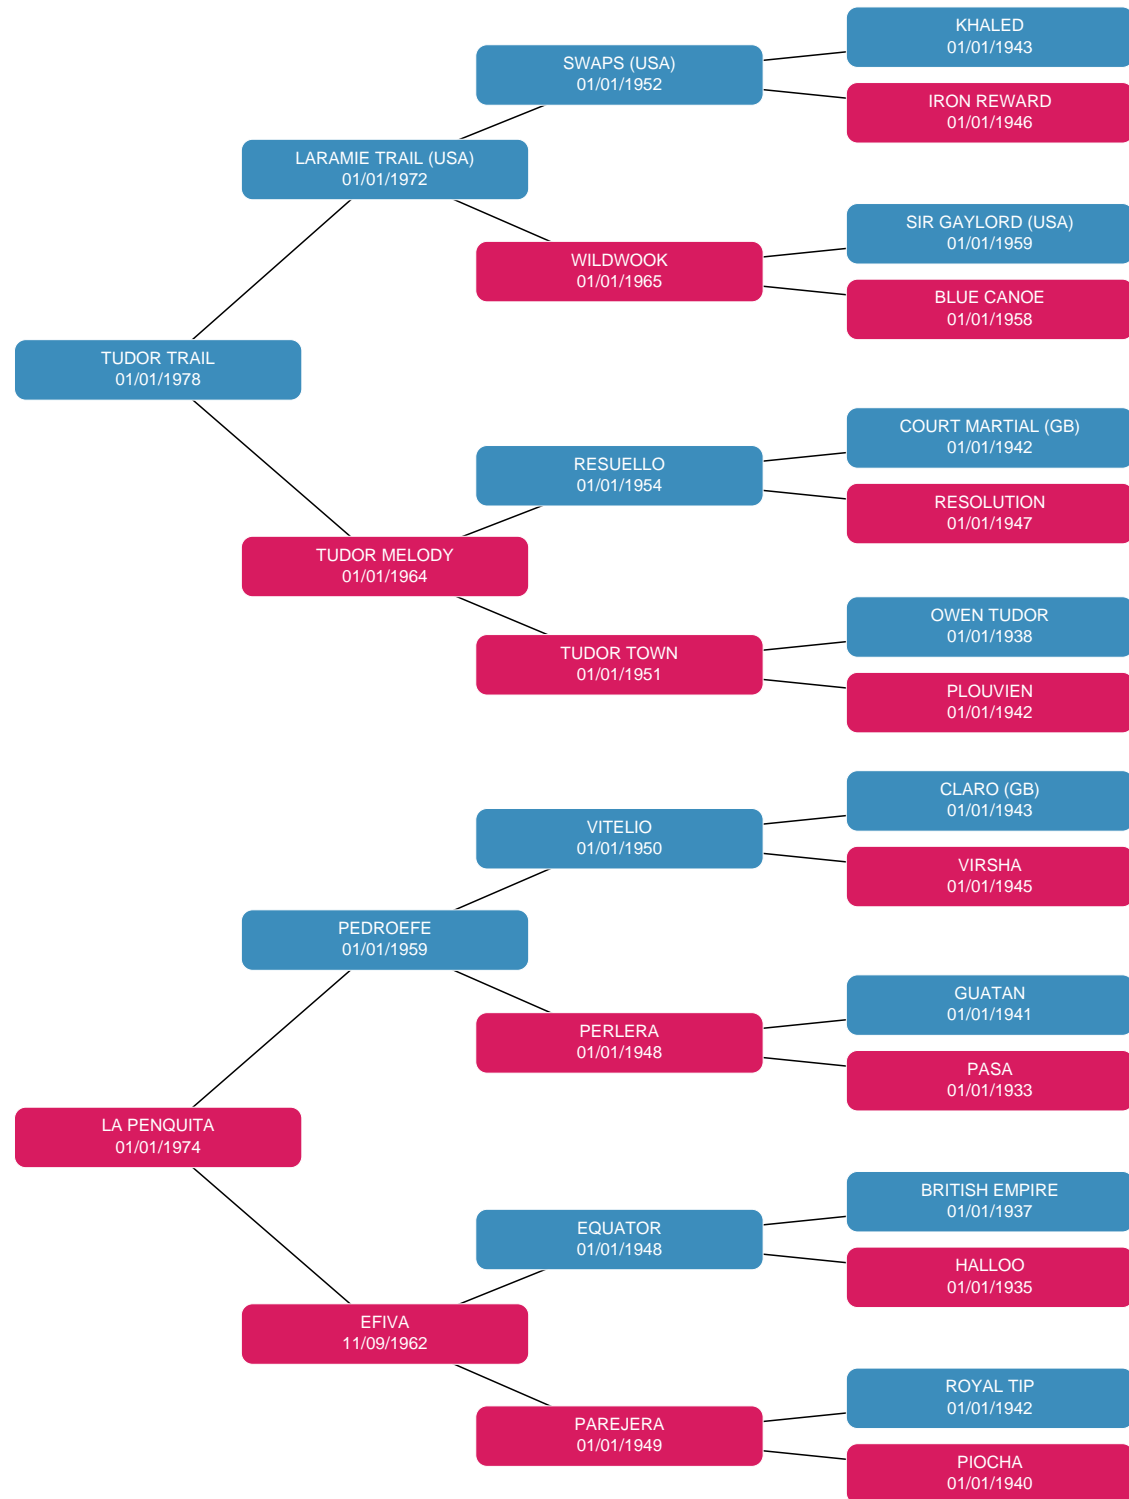 KHALED
01/01/1943
SWAPS (USA)
01/01/1952
IRON REWARD
01/01/1946
LARAMIE TRAIL (USA)
01/01/1972
SIR GAYLORD (USA)
01/01/1959
WILDWOOK
01/01/1965
BLUE CANOE
01/01/1958
TUDOR TRAIL
01/01/1978
COURT MARTIAL (GB)
01/01/1942
RESUELLO
01/01/1954
RESOLUTION
01/01/1947
TUDOR MELODY
01/01/1964
OWEN TUDOR
01/01/1938
TUDOR TOWN
01/01/1951
PLOUVIEN
01/01/1942
CLARO (GB)
01/01/1943
VITELIO
01/01/1950
VIRSHA
01/01/1945
PEDROEFE
01/01/1959
GUATAN
01/01/1941
PERLERA
01/01/1948
PASA
01/01/1933
LA PENQUITA
01/01/1974
BRITISH EMPIRE
01/01/1937
EQUATOR
01/01/1948
HALLOO
01/01/1935
EFIVA
11/09/1962
ROYAL TIP
01/01/1942
PAREJERA
01/01/1949
PIOCHA
01/01/1940